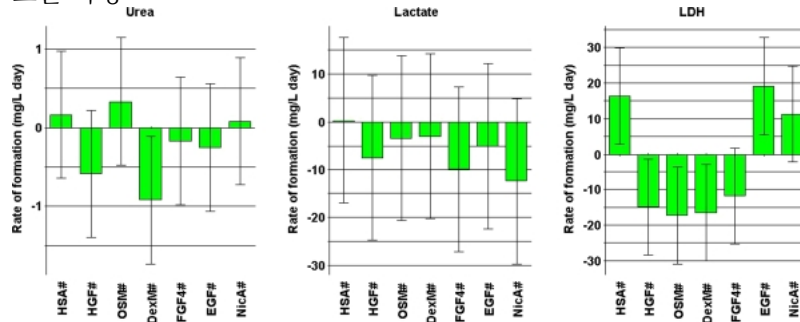 Urea
Rate of formation (mg/L day)
1
0
-1
HSA#
HGF#
OSM#
DexM#
FGF4#
EGF#
NicA#
Lactate
Rate of formation (mg/L day)
10
0
-10
-20
-30
HSA#
HGF#
OSM#
DexM#
FGF4#
EGF#
NicA#
LDH
Rate of formation (mg/L day)
30
20
10
0
-10
-20
-30
HSA#
HGF#
OSM#
DexM#
FGF4#
EGF#
NicA#